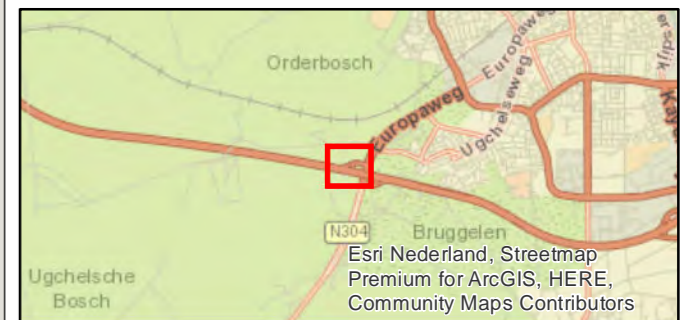 Orderbosch
Europaweg
Europaweg
Ugchelseweg
N304
Bruggelen
Ugchelsche
Bosch
Esri Nederland, Streetmap
Premium for ArcGIS, HERE,
Community Maps Contributors